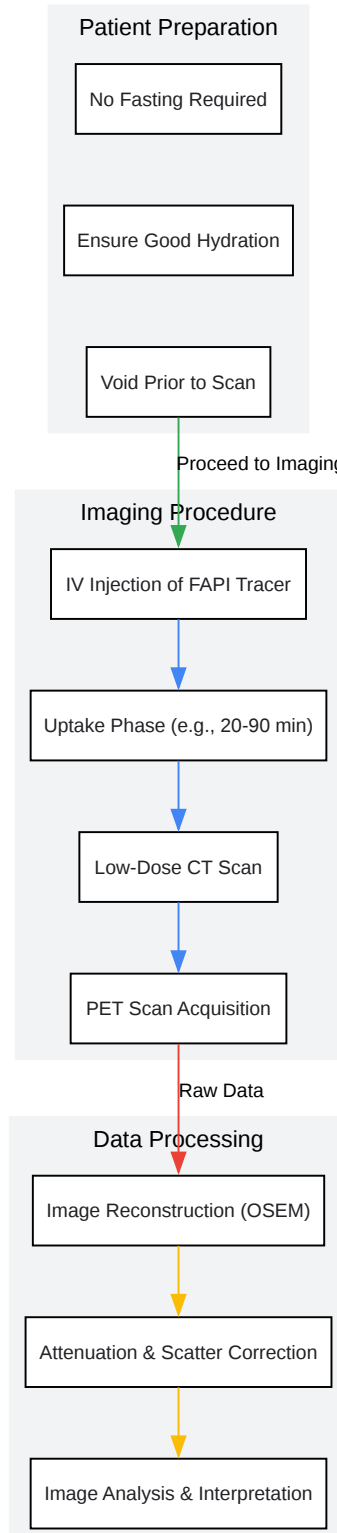 Patient Preparation
No Fasting Required
Ensure Good Hydration
Void Prior to Scan
Proceed to Imaging
Imaging Procedure
IV Injection of FAPI Tracer
Uptake Phase (e.g., 20-90 min)
Low-Dose CT Scan
PET Scan Acquisition
Raw Data
Data Processing
Image Reconstruction (OSEM)
Attenuation & Scatter Correction
Image Analysis & Interpretation